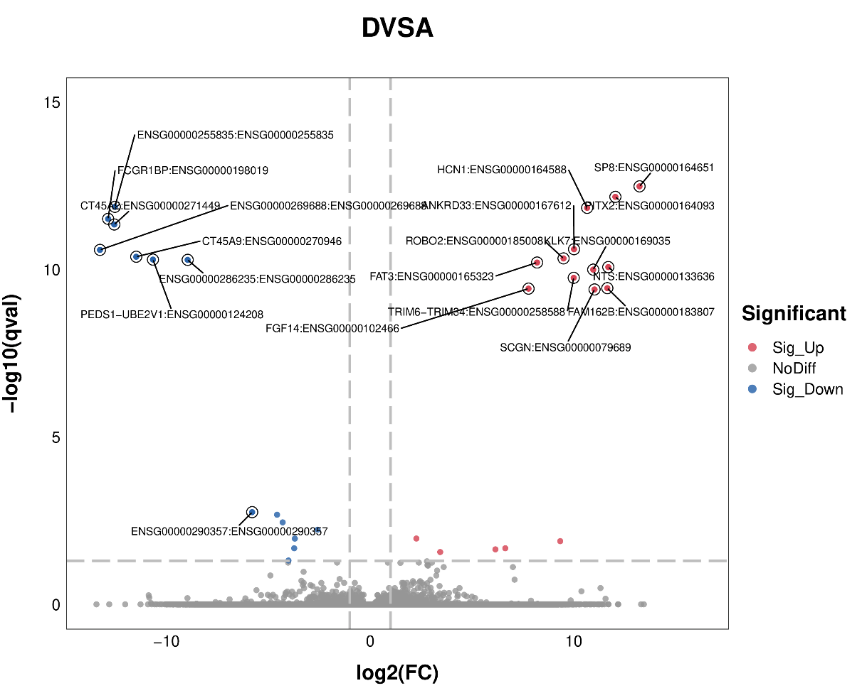 DVSA
15
ENSG00000255835:ENSG00000255835
FCGR1BP:ENSG00000198019
HCN1:ENSG00000164588
SP8:ENSG00000164651
ENSG00000271449
ENSG00000269688:ENSG00000269688
ANKRD33:ENSG00000167612
PITX2:ENSG00000164093
CT45A9:ENSG00000270946
ROBO2:ENSG00000185008
KLK7:ENSG00000169035
10
ENSG00000286235:ENSG00000286235
FAT3:ENSG00000165323
NTS:ENSG00000133636
PEDS1-UBE2V1:ENSG00000124208
TRIM6-TRIM34:ENSG00000258588
FAM162B:ENSG00000183807
FGF14:ENSG00000102466
SCGN:ENSG00000079689
Significant
Sig_Up
NoDiff
Sig_Down
5
ENSG00000290357:ENSG00000290357
0
-10
0
10
log2(FC)
-log10(qval)